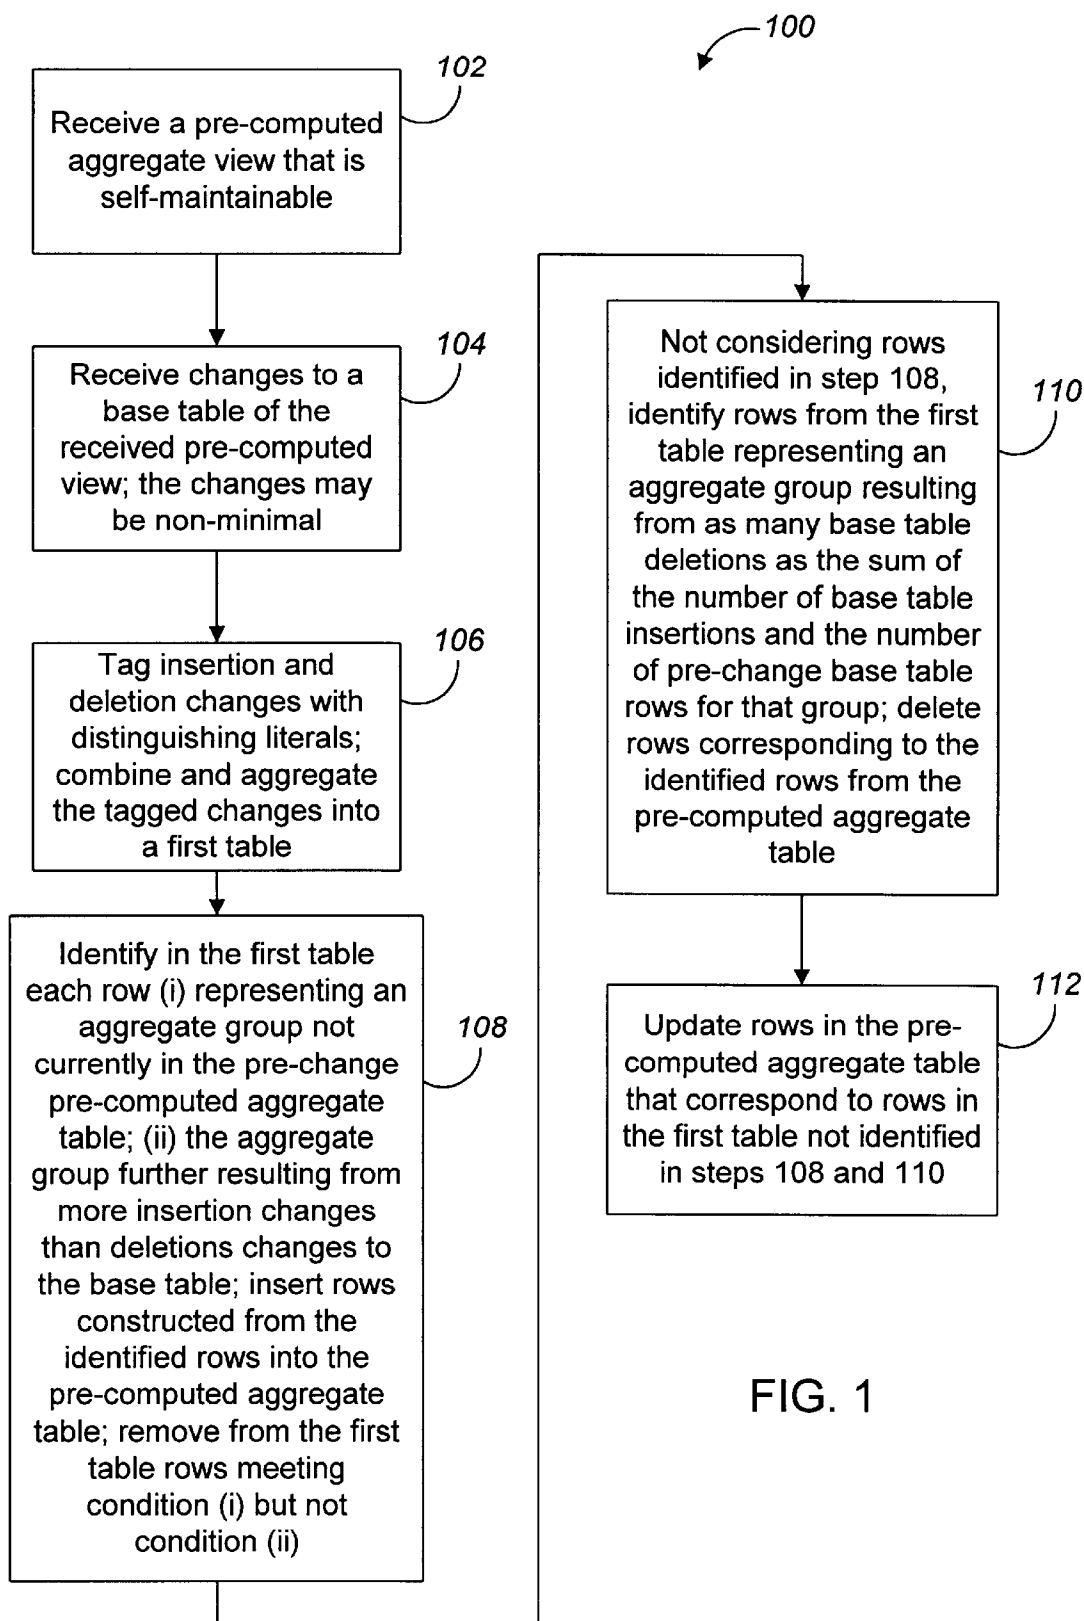 100
102
Receive a pre-computed
aggregate view that is
self-maintainable
104
Receive changes to a
base table of the
received pre-computed
view; the changes may
be non-minimal
106
Tag insertion and
deletion changes with
distinguishing literals;
combine and aggregate
the tagged changes into
a first table
108
Identify in the first table
each row (i) representing an
aggregate group not
currently in the pre-change
pre-computed aggregate
table; (ii) the aggregate
group further resulting from
more insertion changes
than deletions changes to
the base table; insert rows
constructed from the
identified rows into the
pre-computed aggregate
table; remove from the first
table rows meeting
condition (i) but not
condition (ii)
110
Not considering rows
identified in step 108,
identify rows from the first
table representing an
aggregate group resulting
from as many base table
deletions as the sum of
the number of base table
insertions and the number
of pre-change base table
rows for that group; delete
rows corresponding to the
identified rows from the
pre-computed aggregate
table
112
Update rows in the pre-
computed aggregate table
that correspond to rows in
the first table not identified
in steps 108 and 110
FIG. 1